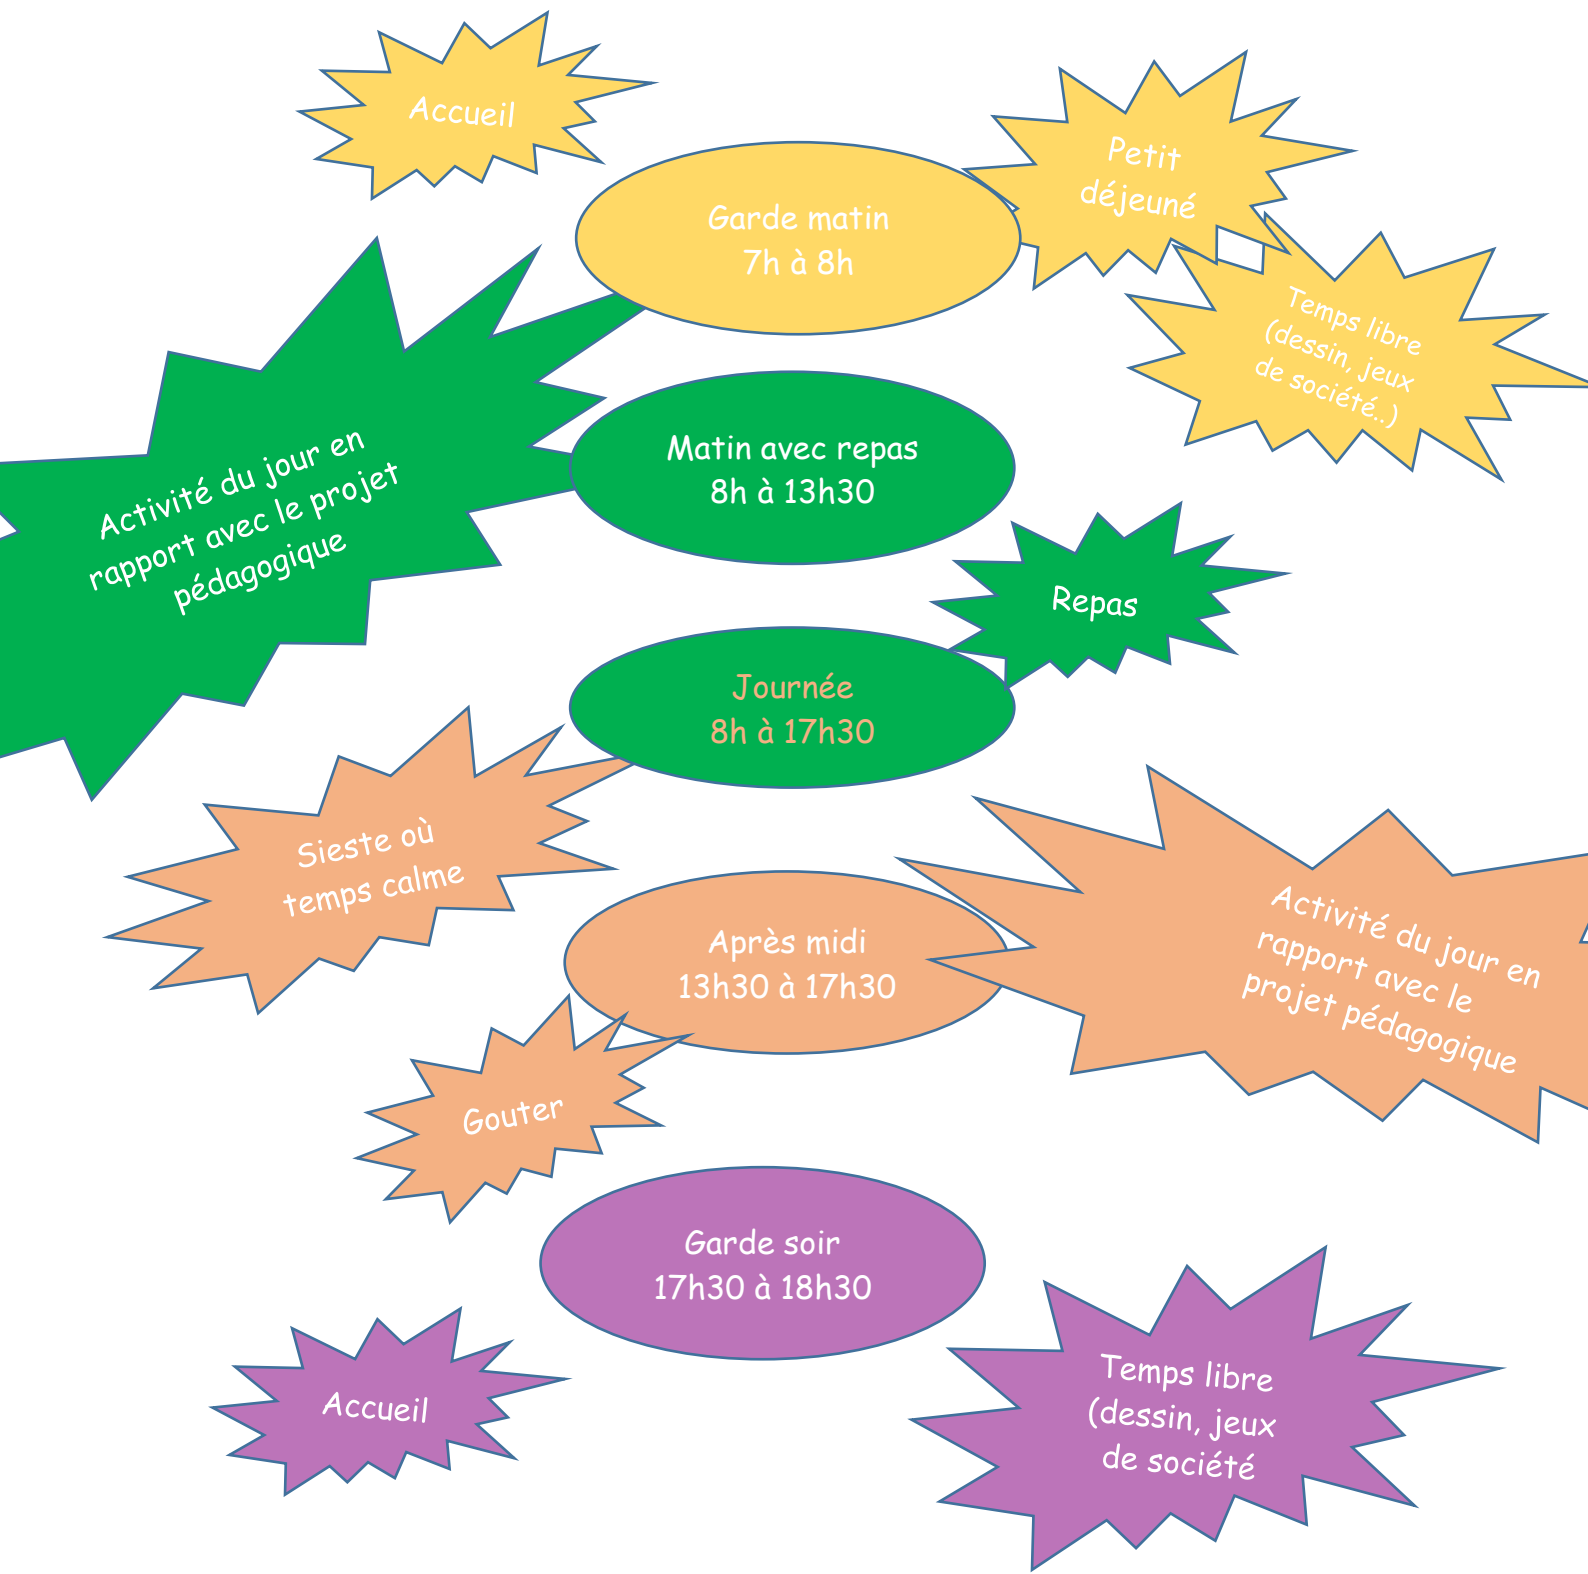 Accueil
Petit
déjeuné
Garde matin
7h à 8h
Temps libre
(dessin, jeux
de société..)
Matin avec repas
8h à 13h30
Activité du jour en
rapport avec le projet
pédagogique
Repas
Journée
8h à 17h30
Sieste où
temps calme
Après midi
13h30 à 17h30
Activité du jour en
rapport avec le
projet pédagogique
Gouter
Garde soir
17h30 à 18h30
Accueil
Temps libre
(dessin, jeux
de société